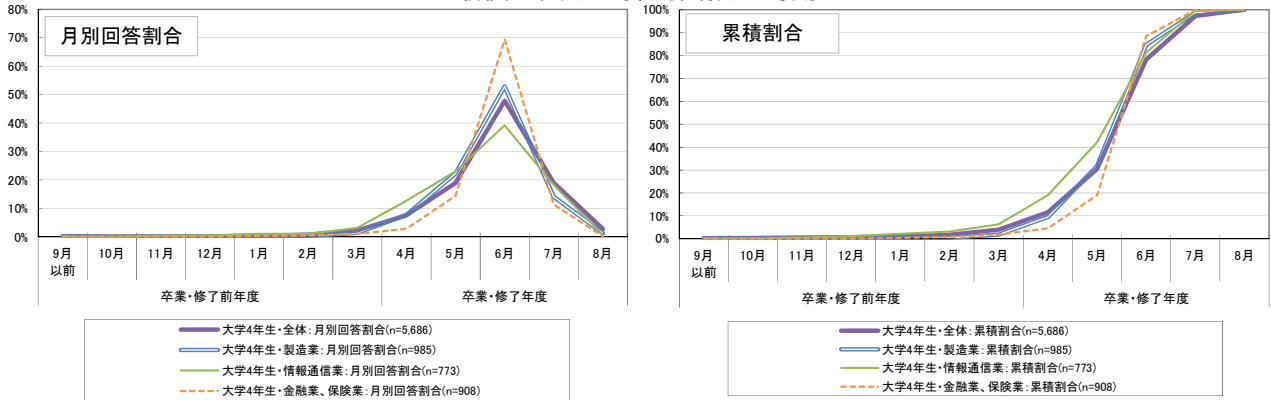 月別回答割合
80%
70%
60%
50%
40%
30%
20%
10%
0%
9月 10月 11月 12月 1月 2月 3月 4月 5月 6月 7月 8月
以前
卒業・修了前年度 卒業・修了年度
大学4年生・全体:月別回答割合(n=5,686)
大学4年生・製造業:月別回答割合(n=985)
大学4年生・情報通信業:月別回答割合(n=773)
大学4年生・金融業、保険業:月別回答割合(n=908)
累積割合
100%
90%
80%
70%
60%
50%
40%
30%
20%
10%
0%
9月 10月 11月 12月 1月 2月 3月 4月 5月 6月 7月 8月
以前
卒業・修了前年度 卒業・修了年度
大学4年生・全体:累積割合(n=5,686)
大学4年生・製造業:累積割合(n=985)
大学4年生・情報通信業:累積割合(n=773)
大学4年生・金融業、保険業:累積割合(n=908)